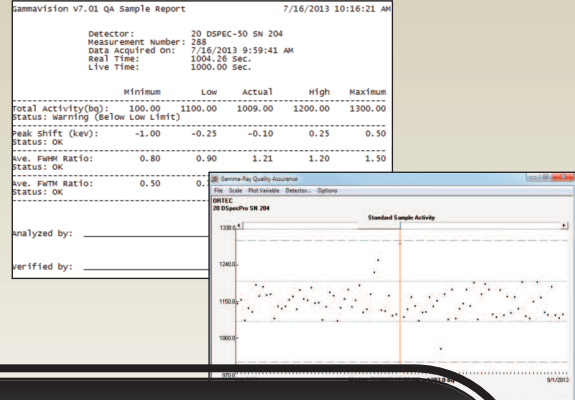 GammaVision V7.01 QA Sample Report 7/16/2013 10:16:21 AM
Detector: 20 DSPEC-50 SN 204
Measurement Number: 288
Data Acquired On: 7/16/2013 9:59:41 AM
Real Time: 1004.26 Sec.
Live Time: 1000.00 Sec.
Minimum Low Actual High Maximum
Total Activity(bq): 100.00 1100.00 1009.00 1200.00 1300.00
Status: Warning (Below Low Limit)
Peak Shift (kev): -1.00 -0.25 -0.10 0.25 0.50
Status: OK
Ave. FWHM Ratio: 0.80 0.90 1.21 1.20 1.50
Status: OK
Ave. FWTM Ratio: 0.50
Status: OK
Analyzed by:
Verified by:
Gamma-Ray Quality Assurance
File Scale Plot Variable Detector... Options
ORTEC
20 DSpecPro SN 204
Standard Sample Activity
1330.0
1240.0
1150.0
1060.0
970.0
9/1/2013